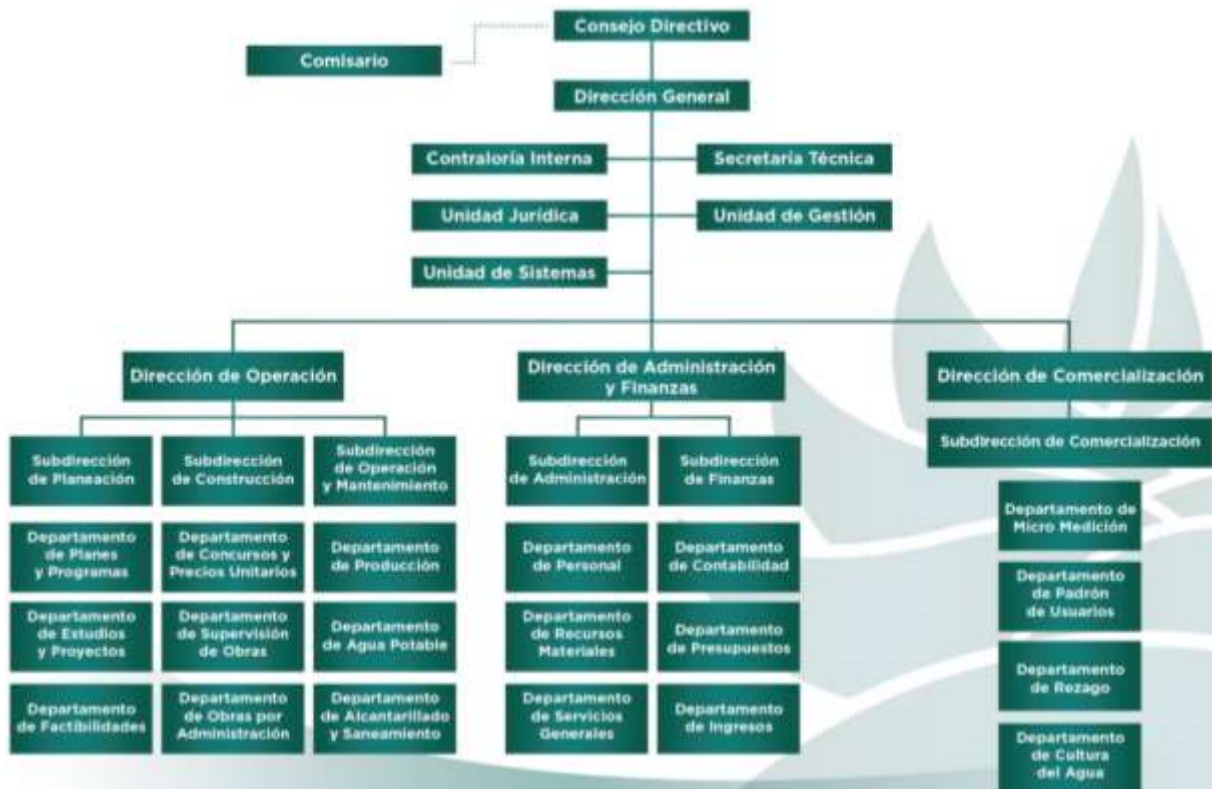 Consejo Directivo
Comisario
Dirección General
Contraloría Interna
Secretaría Técnica
Unidad Jurídica
Unidad de Gestión
Unidad de Sistemas
Dirección de Operación
Dirección de Administración
y Finanzas
Dirección de Comercialización
Subdirección
de Planeación
Subdirección
de Construcción
Subdirección
de Operación
y Mantenimiento
Subdirección
de Administración
Subdirección
de Finanzas
Subdirección de Comercialización
Departamento
de Planes
y Programas
Departamento
de Concursos y
Precios Unitarios
Departamento
de Producción
Departamento
de Personal
Departamento
de Contabilidad
Departamento de
Micro Medición
Departamento
de Estudios
y Proyectos
Departamento
de Supervisión
de Obras
Departamento
de Agua Potable
Departamento
de Recursos
Materiales
Departamento
de Presupuestos
Departamento
de Padrón
de Usuarios
Departamento
de Factibilidades
Departamento
de Obras por
Administración
Departamento
de Alcantarillado
y Saneamiento
Departamento
de Servicios
Generales
Departamento
de Ingresos
Departamento
de Rezago
Departamento
de Cultura
del Agua